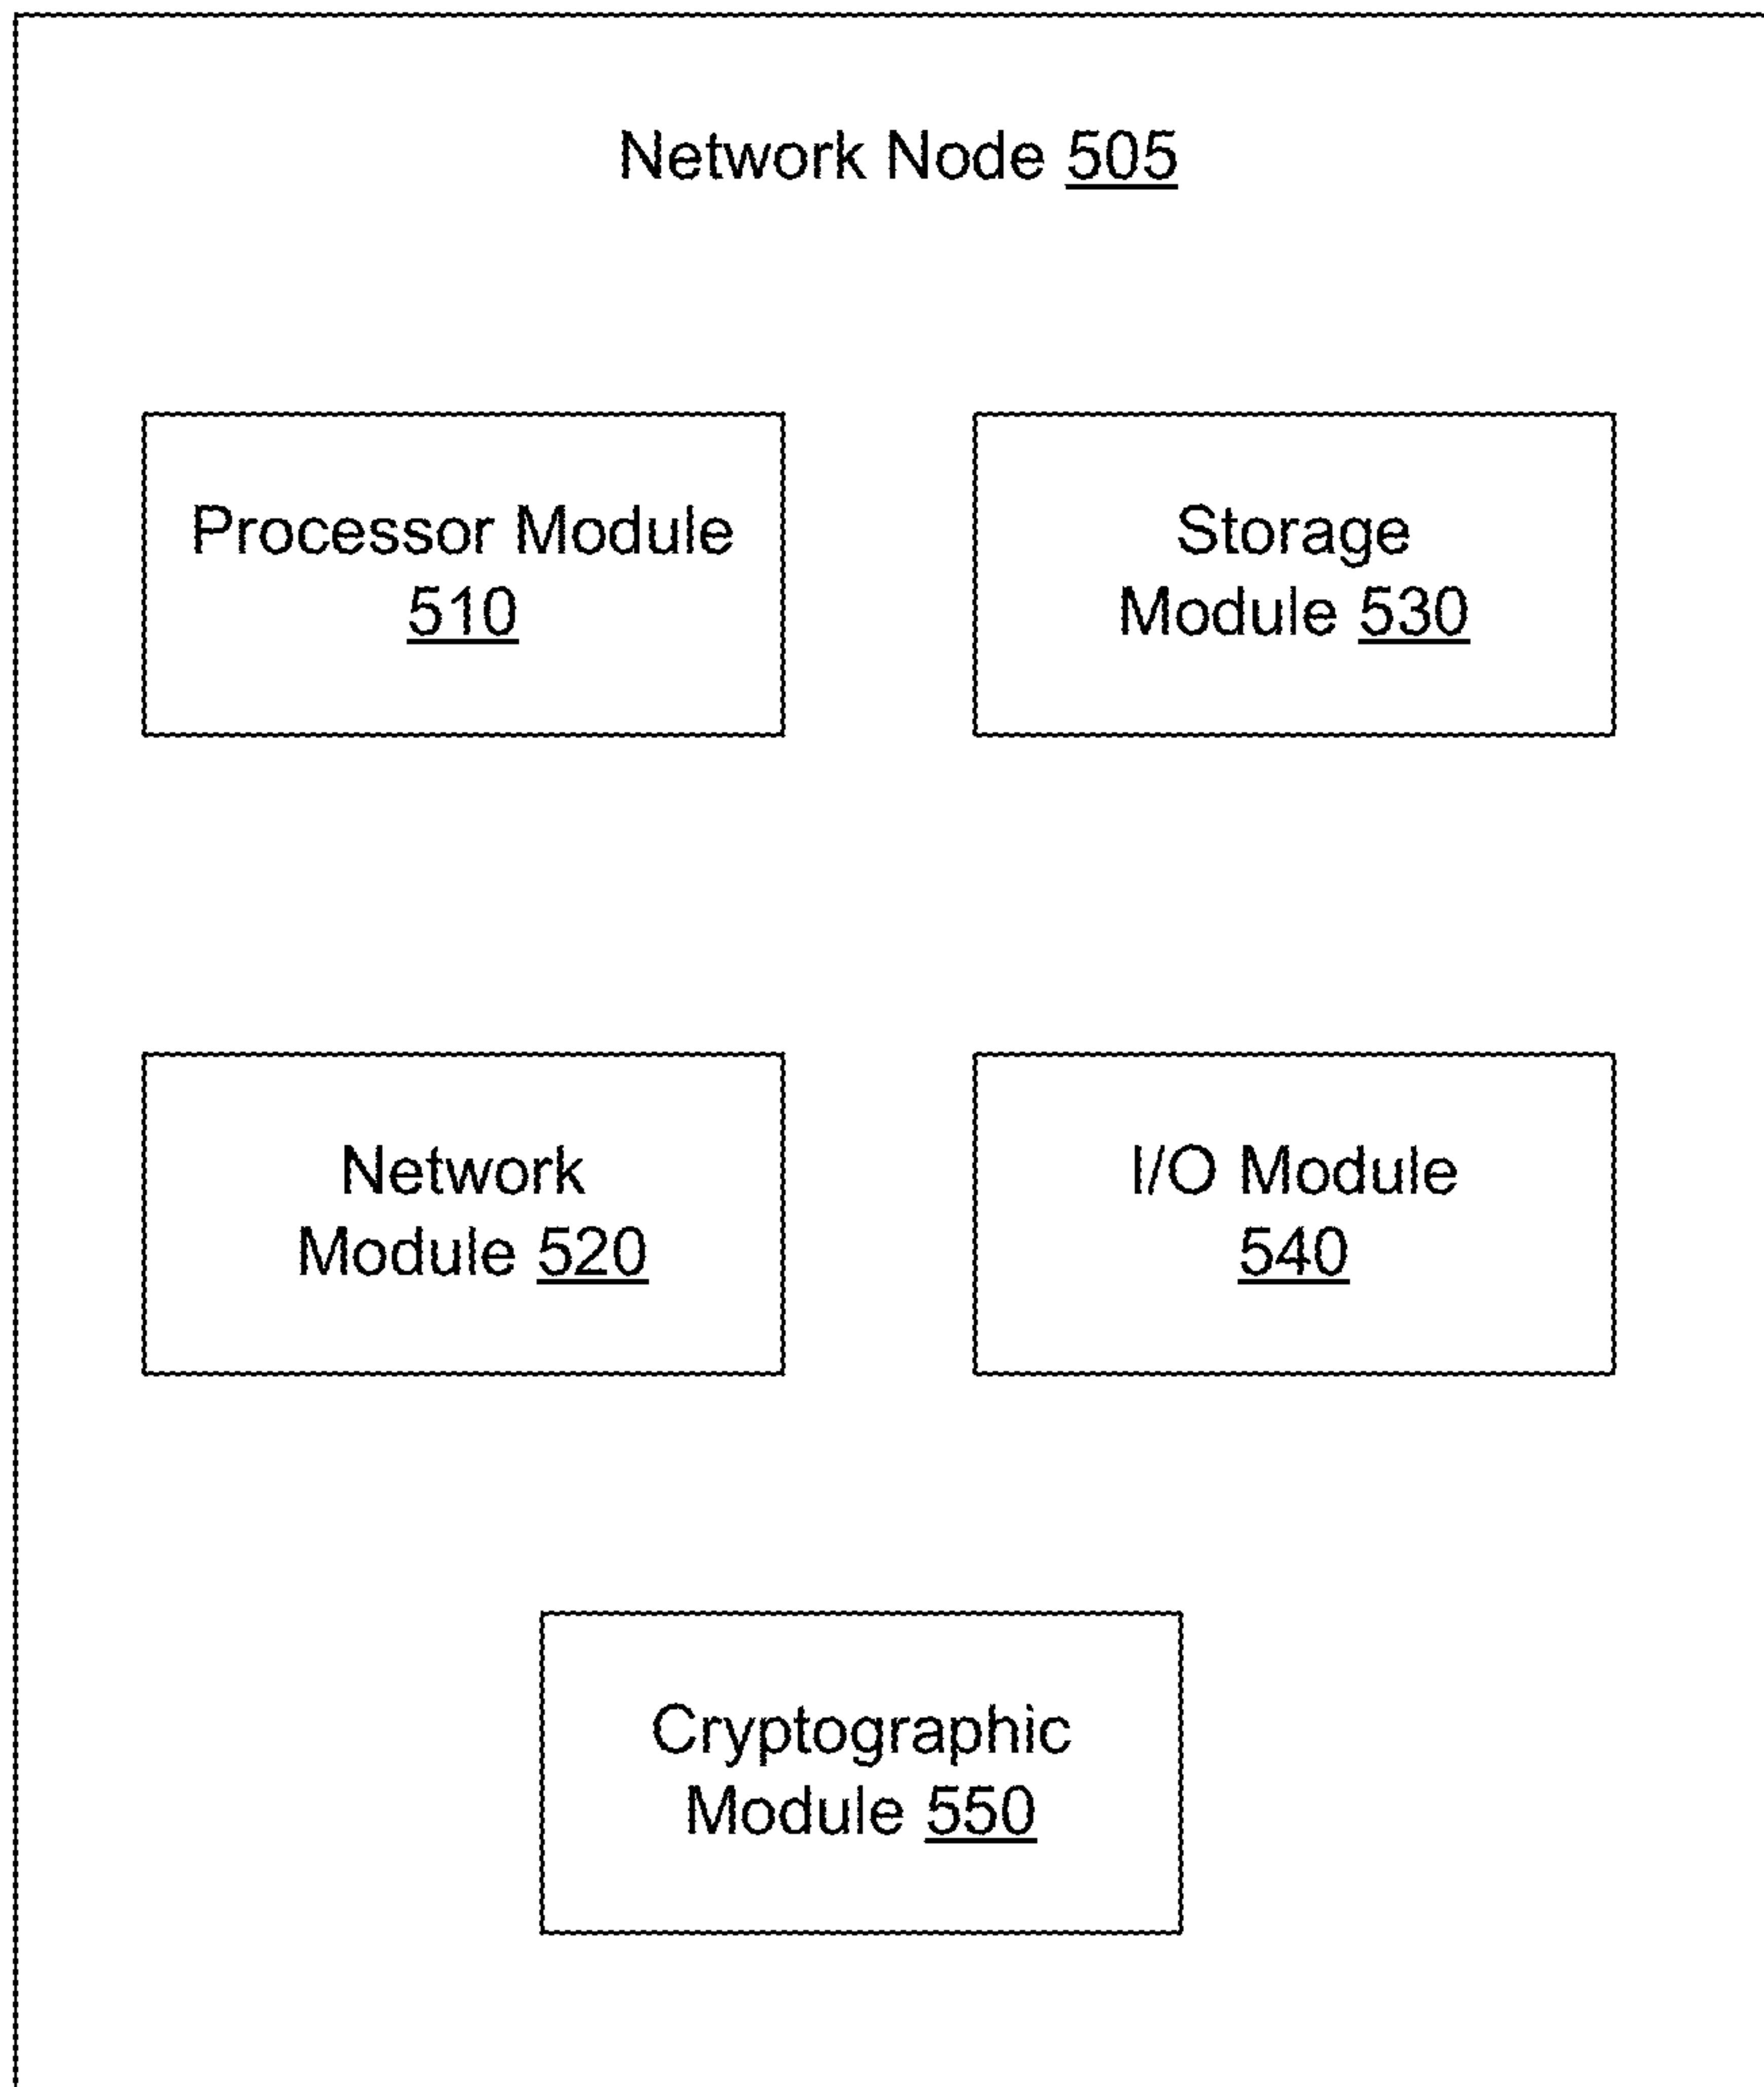 Network Node 505
Processor Module
510
Storage
Module 530
Network
Module 520
I/O Module
540
Cryptographic
Module 550